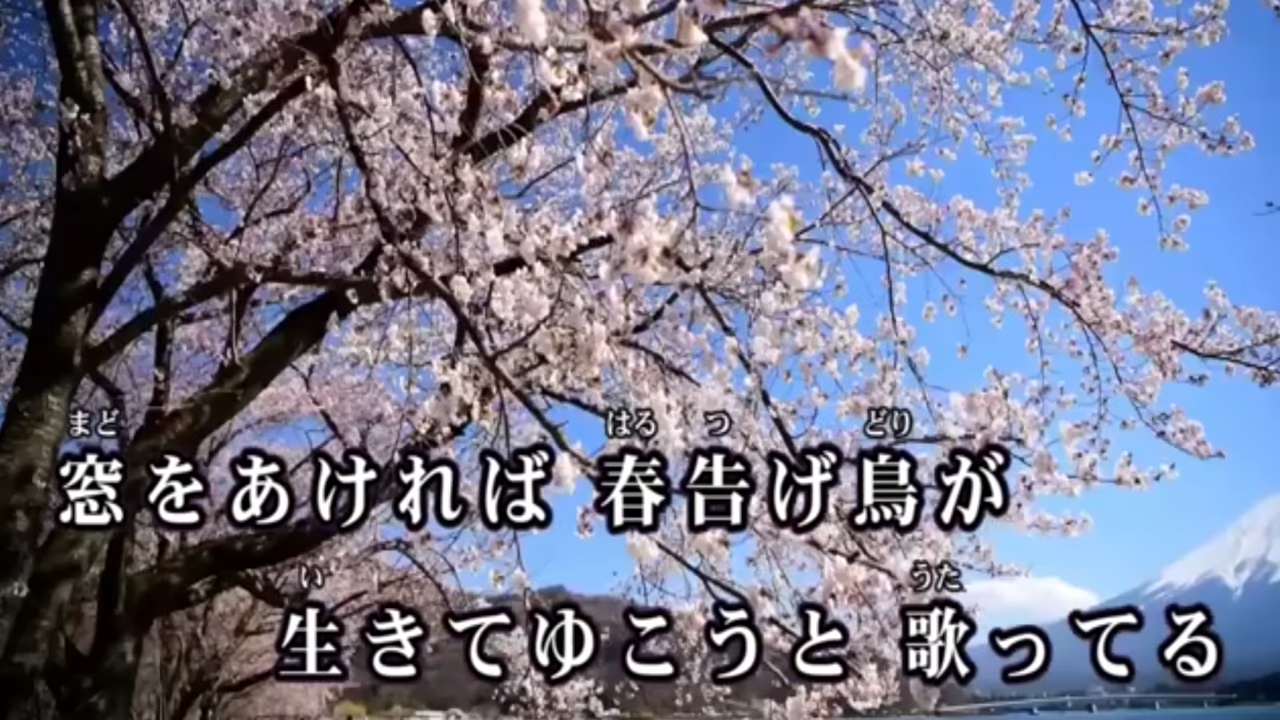 まど はる つ どり
窓をあければ 春告げ鳥が
い うた
生きてゆこうと 歌ってる